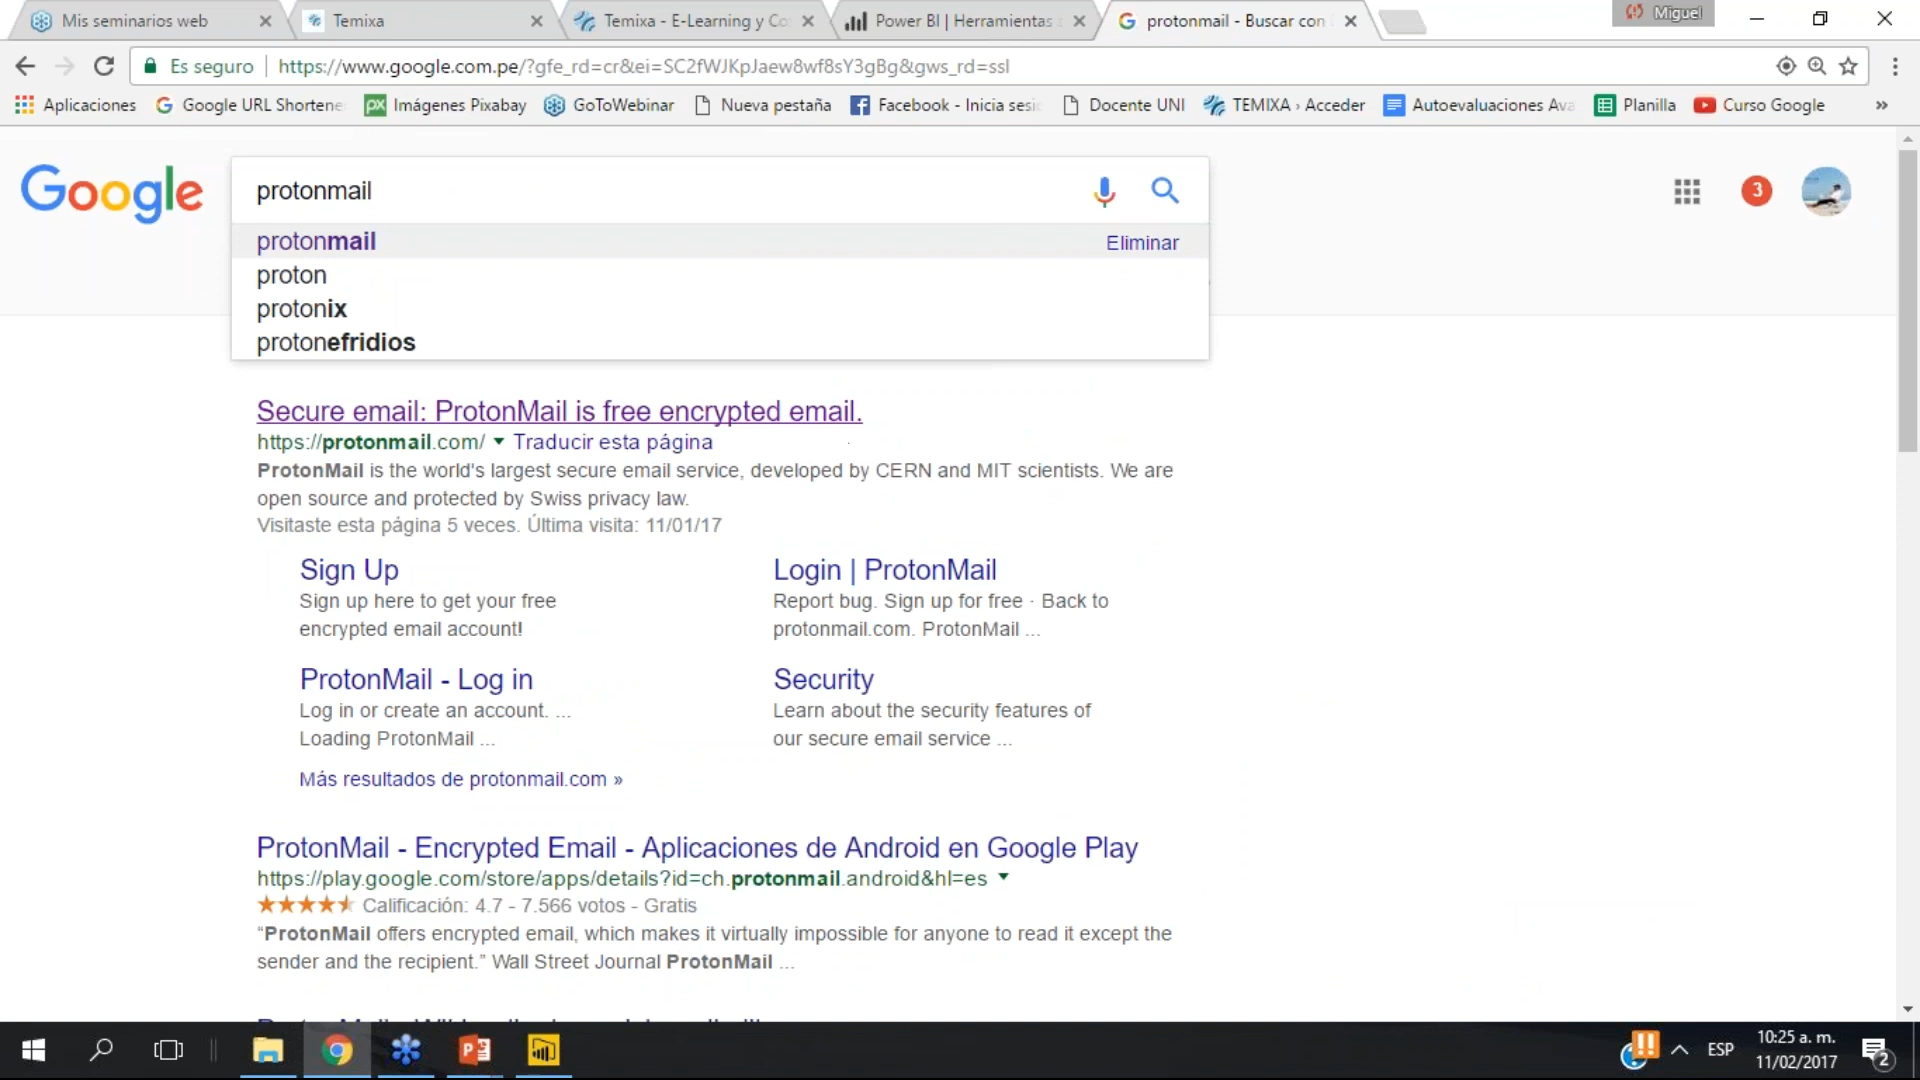 Mis seminarios web
Temixa
Temixa - E-Learning y Co
Power BI | Herramientas
protonmail - Buscar con
Miguel
Es seguro
https://www.google.com.pe/?gfe_rd=cr&ei=SC2fWJKpJaew8wf8sY3gBg&gws_rd=ssl
Aplicaciones
Google URL Shortene
Imágenes Pixabay
GoToWebinar
Nueva pestaña
Facebook - Inicia sesi
Docente UNI
TEMIXA › Acceder
Autoevaluaciones Ava
Planilla
Curso Google
»
Google
protonmail
3
protonmail
Eliminar
proton
protonix
protonefridios
Secure email: ProtonMail is free encrypted email.
https://protonmail.com/ Traducir esta página
ProtonMail is the world's largest secure email service, developed by CERN and MIT scientists. We are
open source and protected by Swiss privacy law.
Visitaste esta página 5 veces. Última visita: 11/01/17
Sign Up
Sign up here to get your free
encrypted email account!
Login | ProtonMail
Report bug. Sign up for free · Back to
protonmail.com. ProtonMail ...
ProtonMail - Log in
Log in or create an account. ...
Loading ProtonMail ...
Security
Learn about the security features of
our secure email service ...
Más resultados de protonmail.com »
ProtonMail - Encrypted Email - Aplicaciones de Android en Google Play
https://play.google.com/store/apps/details?id=ch.protonmail.android&hl=es
Calificación: 4.7 - 7.566 votos - Gratis
“ProtonMail offers encrypted email, which makes it virtually impossible for anyone to read it except the
sender and the recipient.” Wall Street Journal ProtonMail ...
ESP
10:25 a. m.
11/02/2017
2